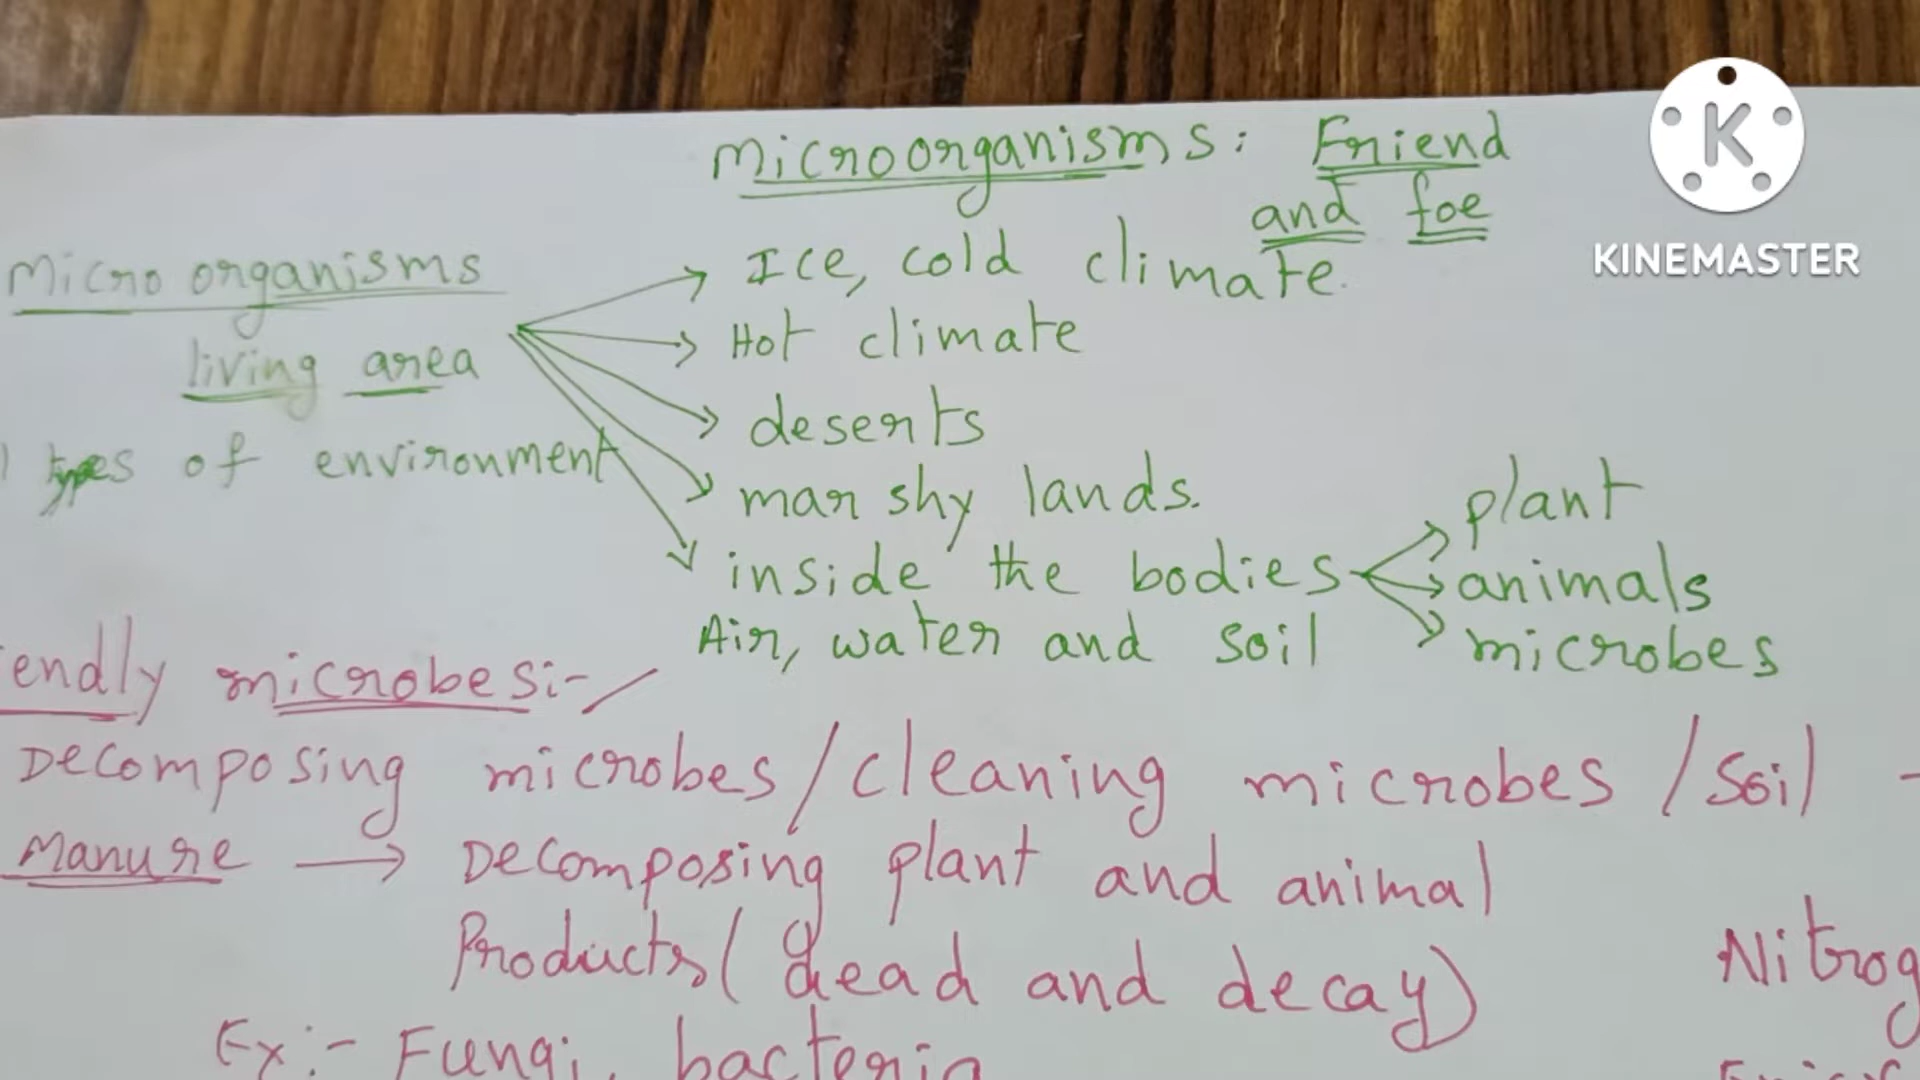 Microorganisms: Friend
and foe
K
KINEMASTER
Micro organisms
living area
types of environment
Ice, cold climate.
Hot climate
deserts
marshy lands.
inside the bodies
plant
animals
microbes
Air, water and soil
endly microbes:-
Decomposing microbes/cleaning microbes/Soil -
Manure → Decomposing plant and animal
Products (dead and decay)
Nitrog
Ex:- Fungi, bacteria